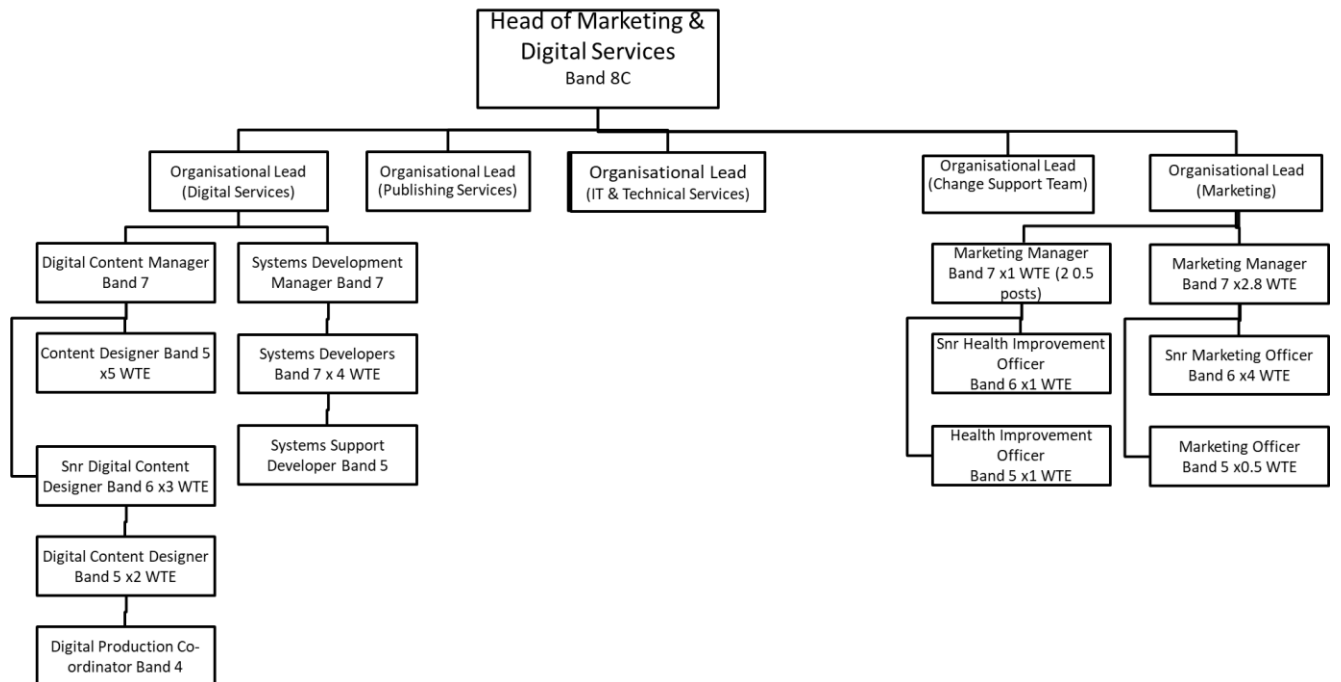 Head of Marketing &
Digital Services
Band 8C
Organisational Lead
(Digital Services)
Organisational Lead
(Publishing Services)
Organisational Lead
(IT & Technical Services)
Organisational Lead
(Change Support Team)
Organisational Lead
(Marketing)
Digital Content Manager
Band 7
Systems Development
Manager Band 7
Marketing Manager
Band 7 x1 WTE (2 0.5
posts)
Marketing Manager
Band 7 x2.8 WTE
Content Designer Band 5
x5 WTE
Systems Developers
Band 7 x 4 WTE
Snr Health Improvement
Officer
Band 6 x1 WTE
Snr Marketing Officer
Band 6 x4 WTE
Snr Digital Content
Designer Band 6 x3 WTE
Systems Support
Developer Band 5
Health Improvement
Officer
Band 5 x1 WTE
Marketing Officer
Band 5 x0.5 WTE
Digital Content Designer
Band 5 x2 WTE
Digital Production Co-
ordinator Band 4